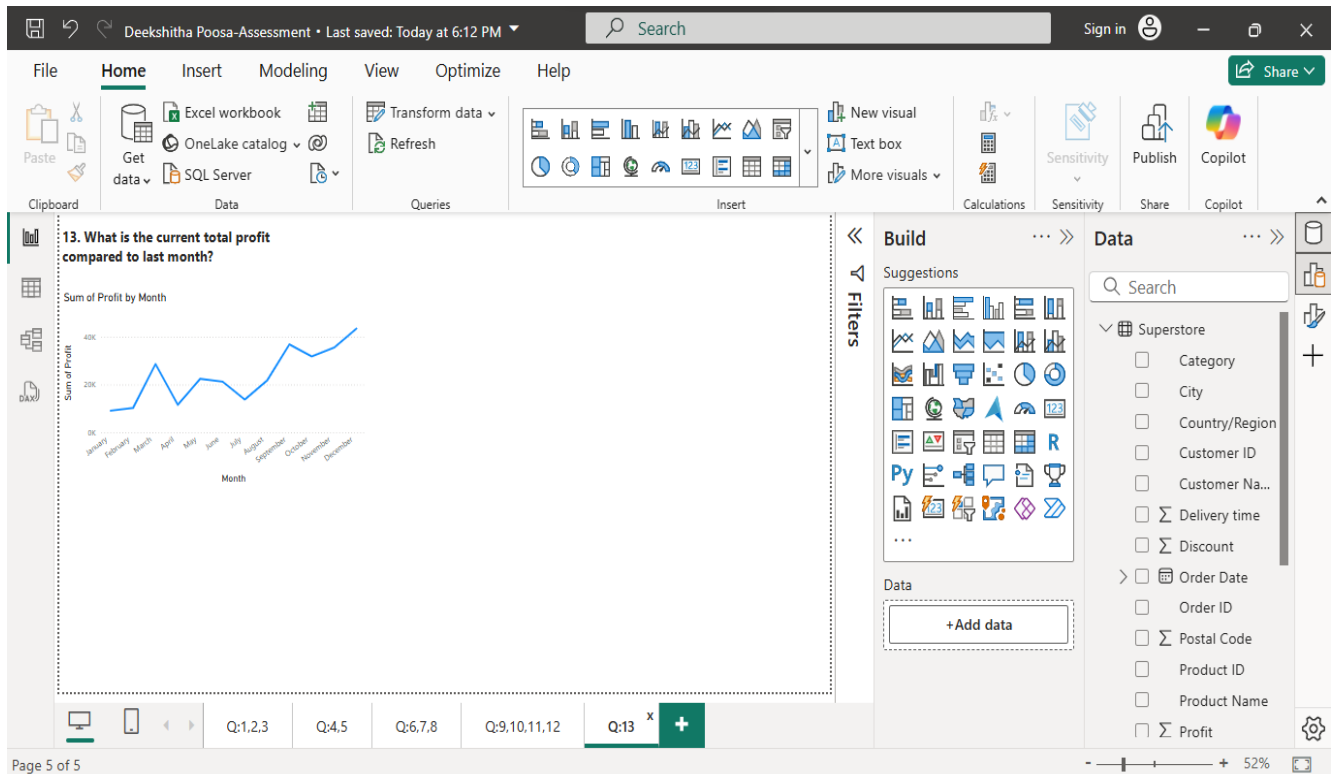 Deekshitha Poosa-Assessment • Last saved: Today at 6:12 PM
Search
Sign in
File
Home
Insert
Modeling
View
Optimize
Help
Share
Paste
Get data
Excel workbook
OneLake catalog
SQL Server
Transform data
Refresh
123
New visual
A Text box
More visuals
Sensitivity
Publish
Copilot
Clipboard
Data
Queries
Insert
Calculations
Sensitivity
Share
Copilot
13. What is the current total profit
compared to last month?
Sum of Profit by Month
Sum of Profit
40K
20K
0K
January
February
March
April
May
June
July
August
September
October
November
December
Month
DAX
Filters
Build
...
Suggestions
123
R
Py
123
...
Data
+Add data
Data
...
Search
Superstore
Category
City
Country/Region
Customer ID
Customer Na...
∑ Delivery time
∑ Discount
Order Date
Order ID
∑ Postal Code
Product ID
Product Name
∑ Profit
Q:1,2,3
Q:4,5
Q:6,7,8
Q:9,10,11,12
Q:13
x
+
Page 5 of 5
- + 52%